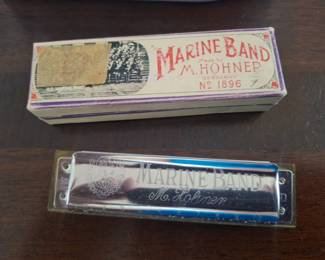 MARINE BAND
M. HOHNER
Nº 1896
MARINE BAND
M. Hohner